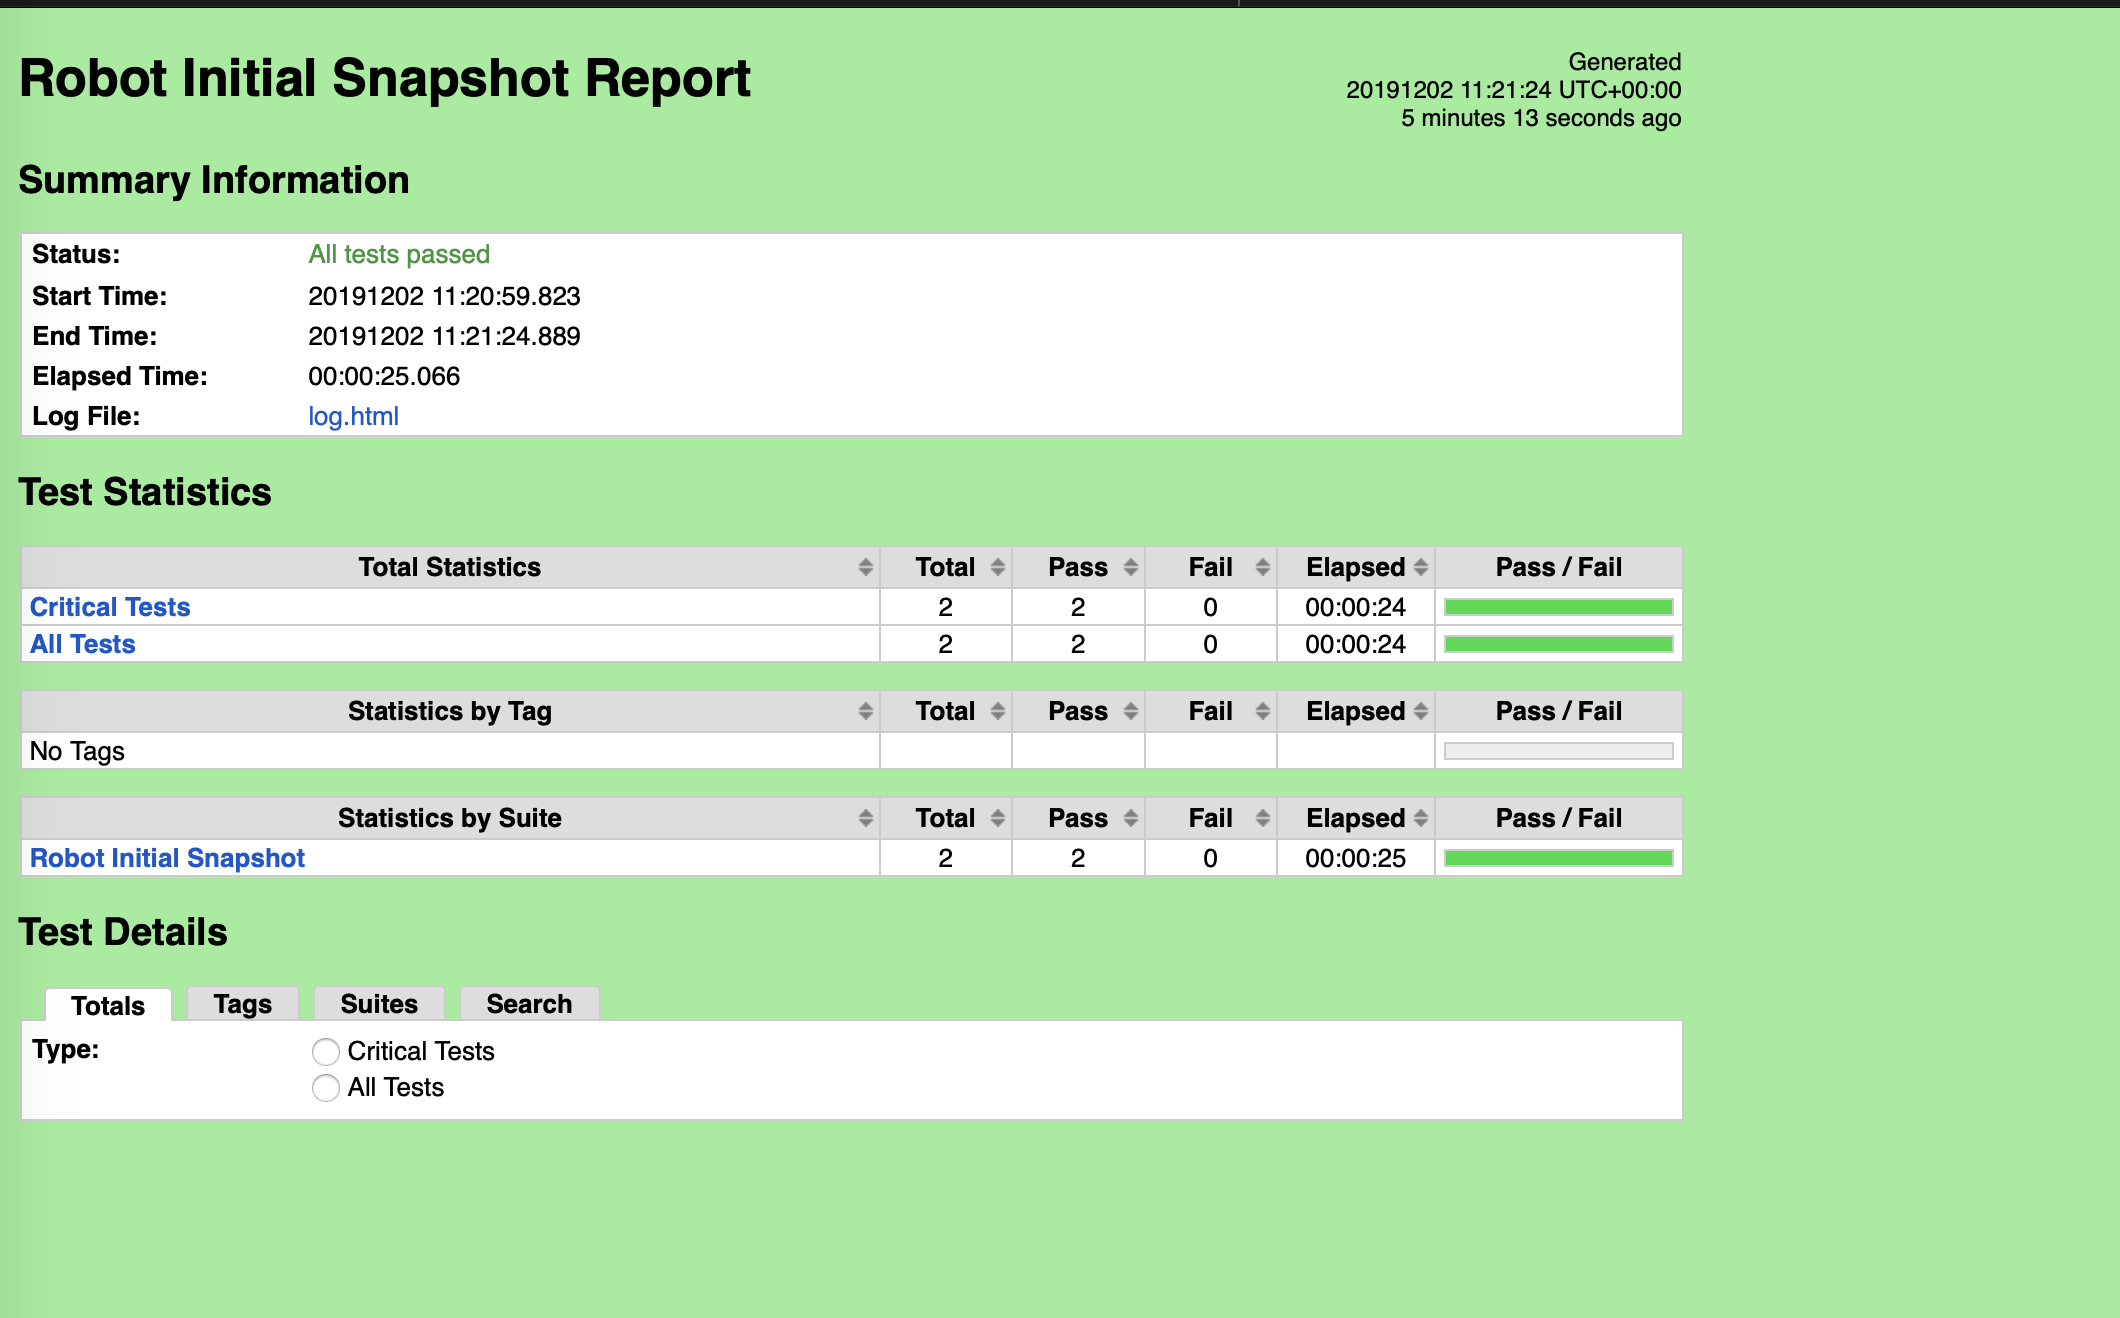 Robot Initial Snapshot Report
Generated
20191202 11:21:24 UTC+00:00
5 minutes 13 seconds ago
Summary Information
Status: All tests passed
Start Time: 20191202 11:20:59.823
End Time: 20191202 11:21:24.889
Elapsed Time: 00:00:25.066
Log File: log.html
Test Statistics
Total Statistics Total Pass Fail Elapsed Pass / Fail
Critical Tests 2 2 0 00:00:24
All Tests 2 2 0 00:00:24
Statistics by Tag Total Pass Fail Elapsed Pass / Fail
No Tags
Statistics by Suite Total Pass Fail Elapsed Pass / Fail
Robot Initial Snapshot 2 2 0 00:00:25
Test Details
Totals Tags Suites Search
Type: Critical Tests
All Tests